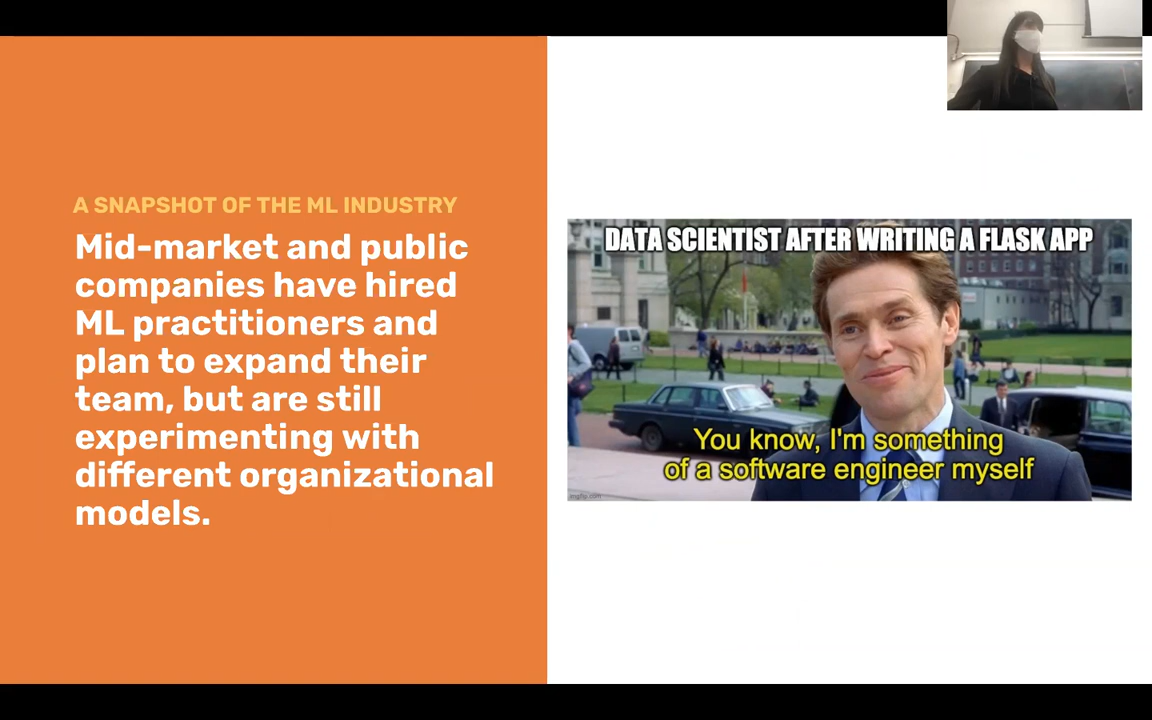 A SNAPSHOT OF THE ML INDUSTRY
Mid-market and public
companies have hired
ML practitioners and
plan to expand their
team, but are still
experimenting with
different organizational
models.
DATA SCIENTIST AFTER WRITING A FLASK APP
You know, I'm something
of a software engineer myself
imgflip.com